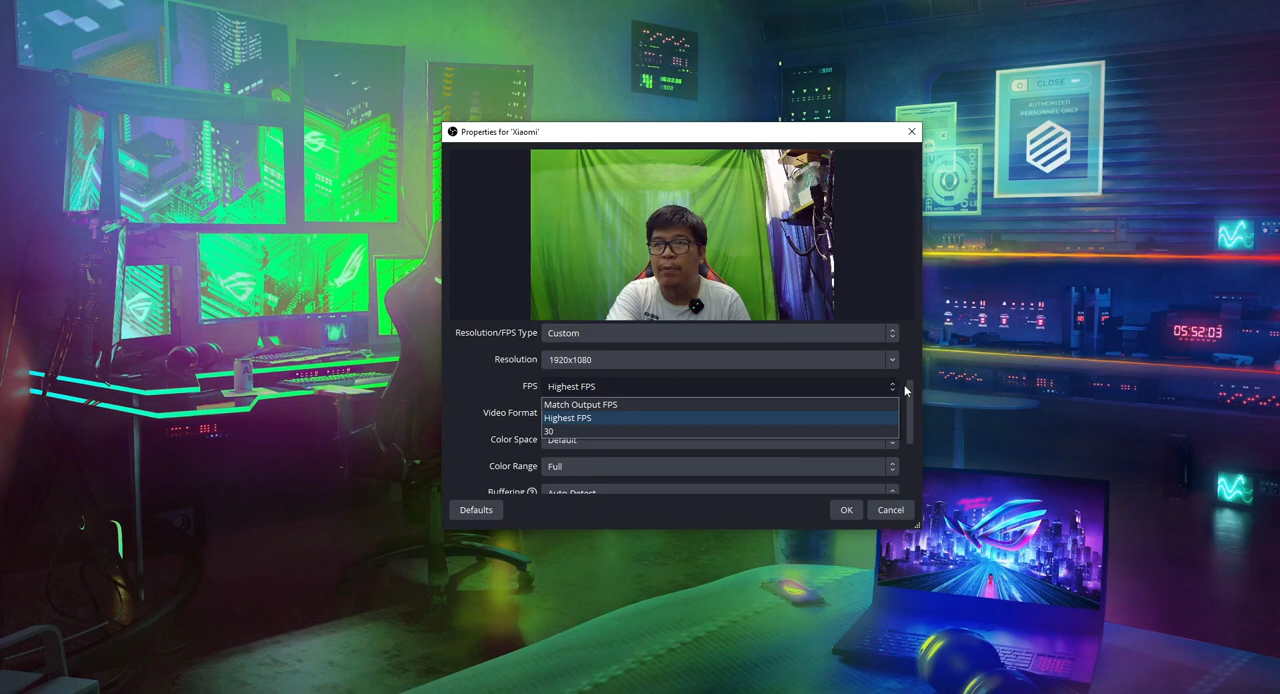 CLOSE
AUTHORIZED
PERSONNEL ONLY
Properties for 'Xiaomi'
Resolution/FPS Type
Custom
Resolution
1920x1080
FPS
Highest FPS
Match Output FPS
Highest FPS
30
Video Format
Color Space
Default
Color Range
Full
Buffering
Auto-Detect
Defaults
OK
Cancel
05:52:03